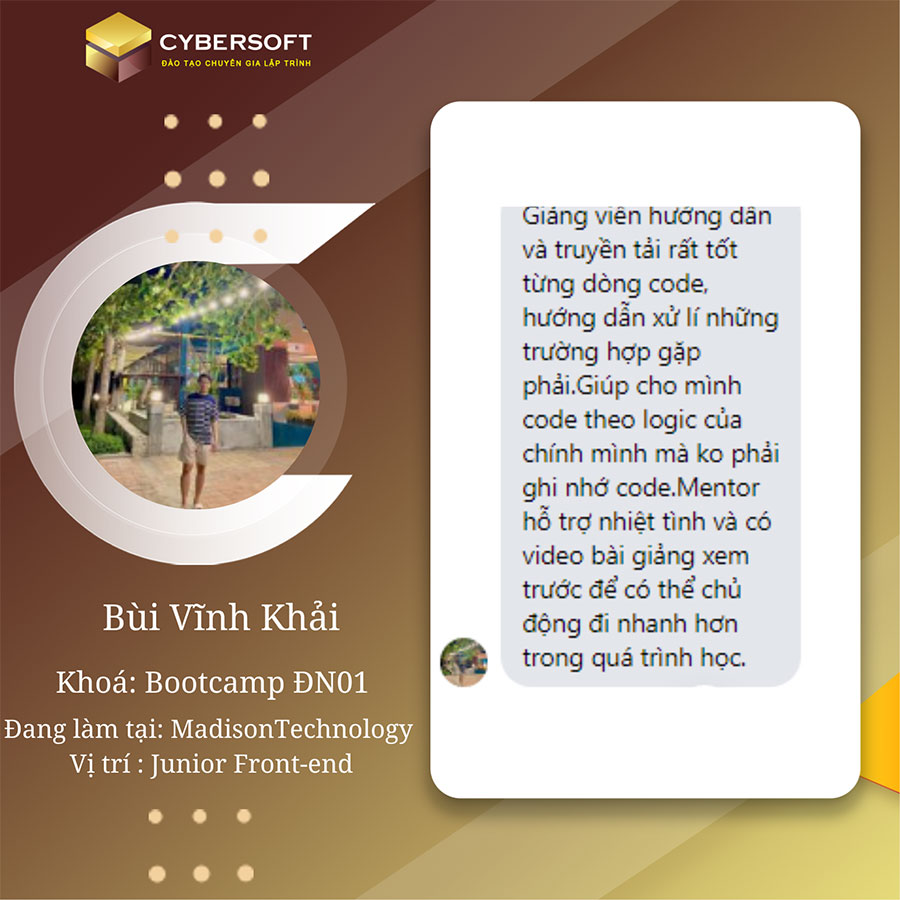 CYBERSOFT
ĐÀO TẠO CHUYÊN GIA LẬP TRÌNH
Bùi Vĩnh Khải
Khoá: Bootcamp ĐN01
Đang làm tại: MadisonTechnology
Vị trí : Junior Front-end
Giảng viên hướng dẫn
và truyền tải rất tốt
từng dòng code,
hướng dẫn xử lí những
trường hợp gặp
phải.Giúp cho mình
code theo logic của
chính mình mà ko phải
ghi nhớ code.Mentor
hỗ trợ nhiệt tình và có
video bài giảng xem
trước để có thể chủ
động đi nhanh hơn
trong quá trình học.